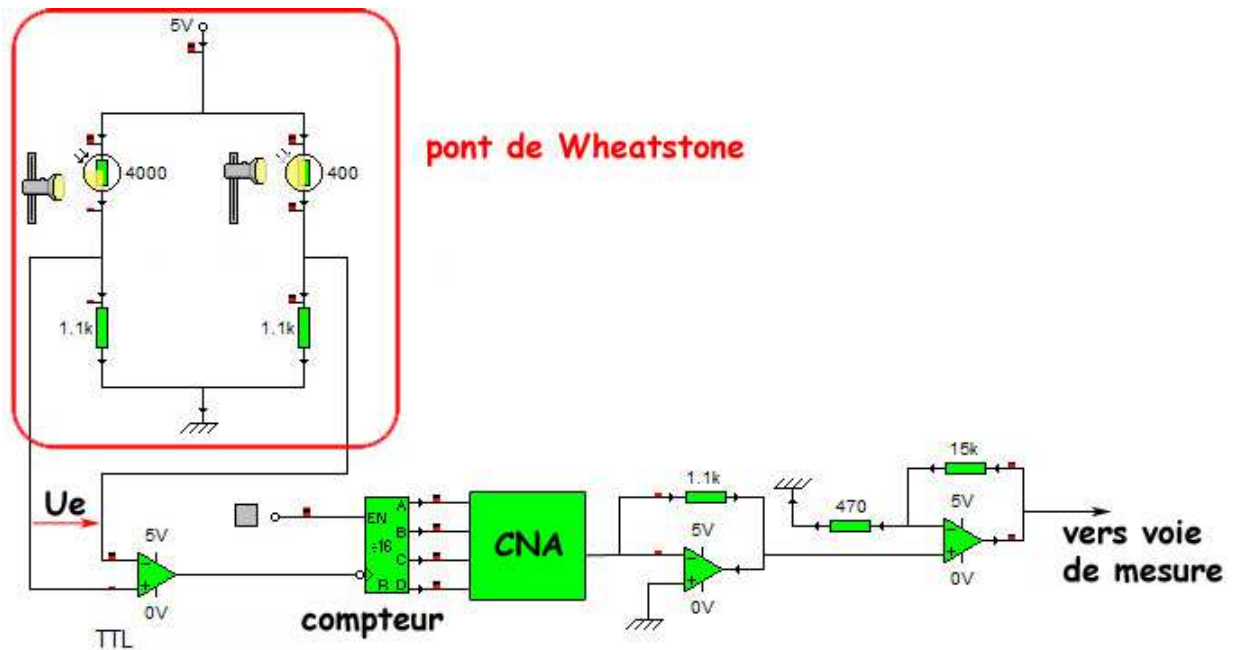 5V
pont de Wheatstone
4000
400
1.1k
1.1k
Ue
5V
-
+
0V
TTL
EN
÷16
R
A
B
C
D
compteur
CNA
1.1k
5V
-
+
0V
470
15k
5V
-
+
0V
vers voie
de mesure